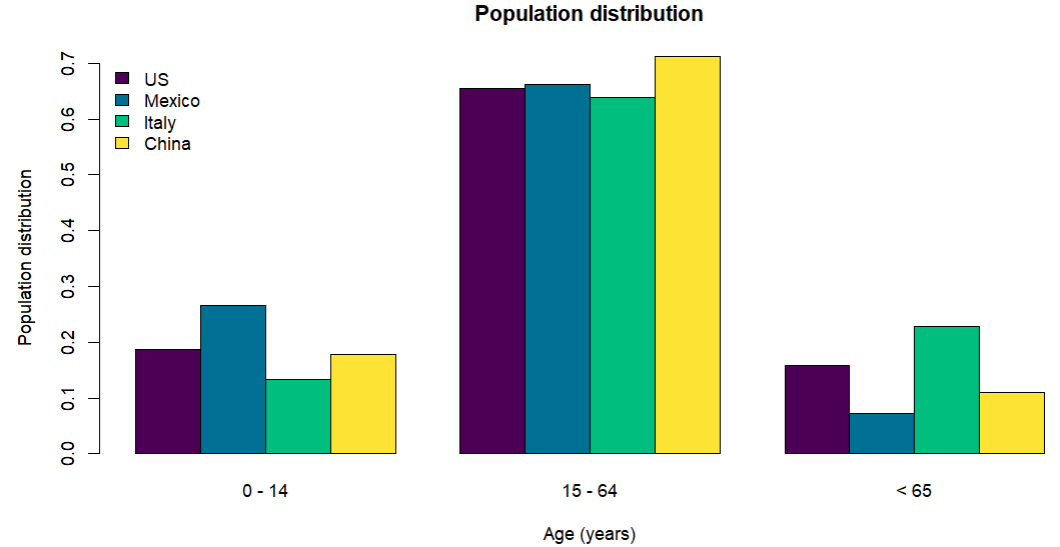 Population distribution
US
Mexico
Italy
China
Population distribution
0.0
0.1
0.2
0.3
0.4
0.5
0.6
0.7
0 - 14
15 - 64
< 65
Age (years)